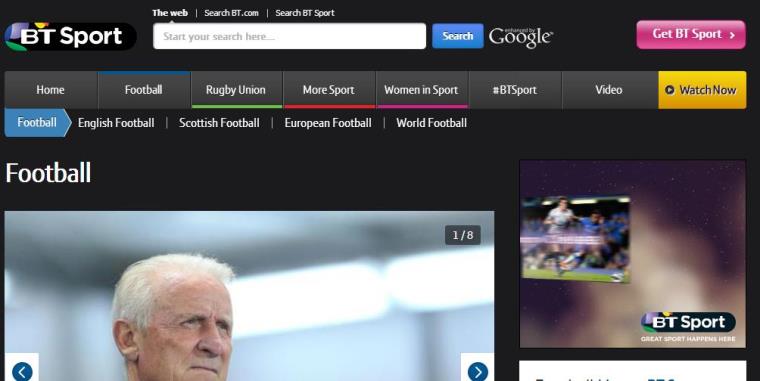 The web | Search BT.com | Search BT Sport
BT Sport
Start your search here...
Search
enhanced by
Google™
Get BT Sport
Home
Football
Rugby Union
More Sport
Women in Sport
#BTSport
Video
Watch Now
Football
English Football | Scottish Football | European Football | World Football
Football
1/8
BT Sport
GREAT SPORT HAPPENS HERE